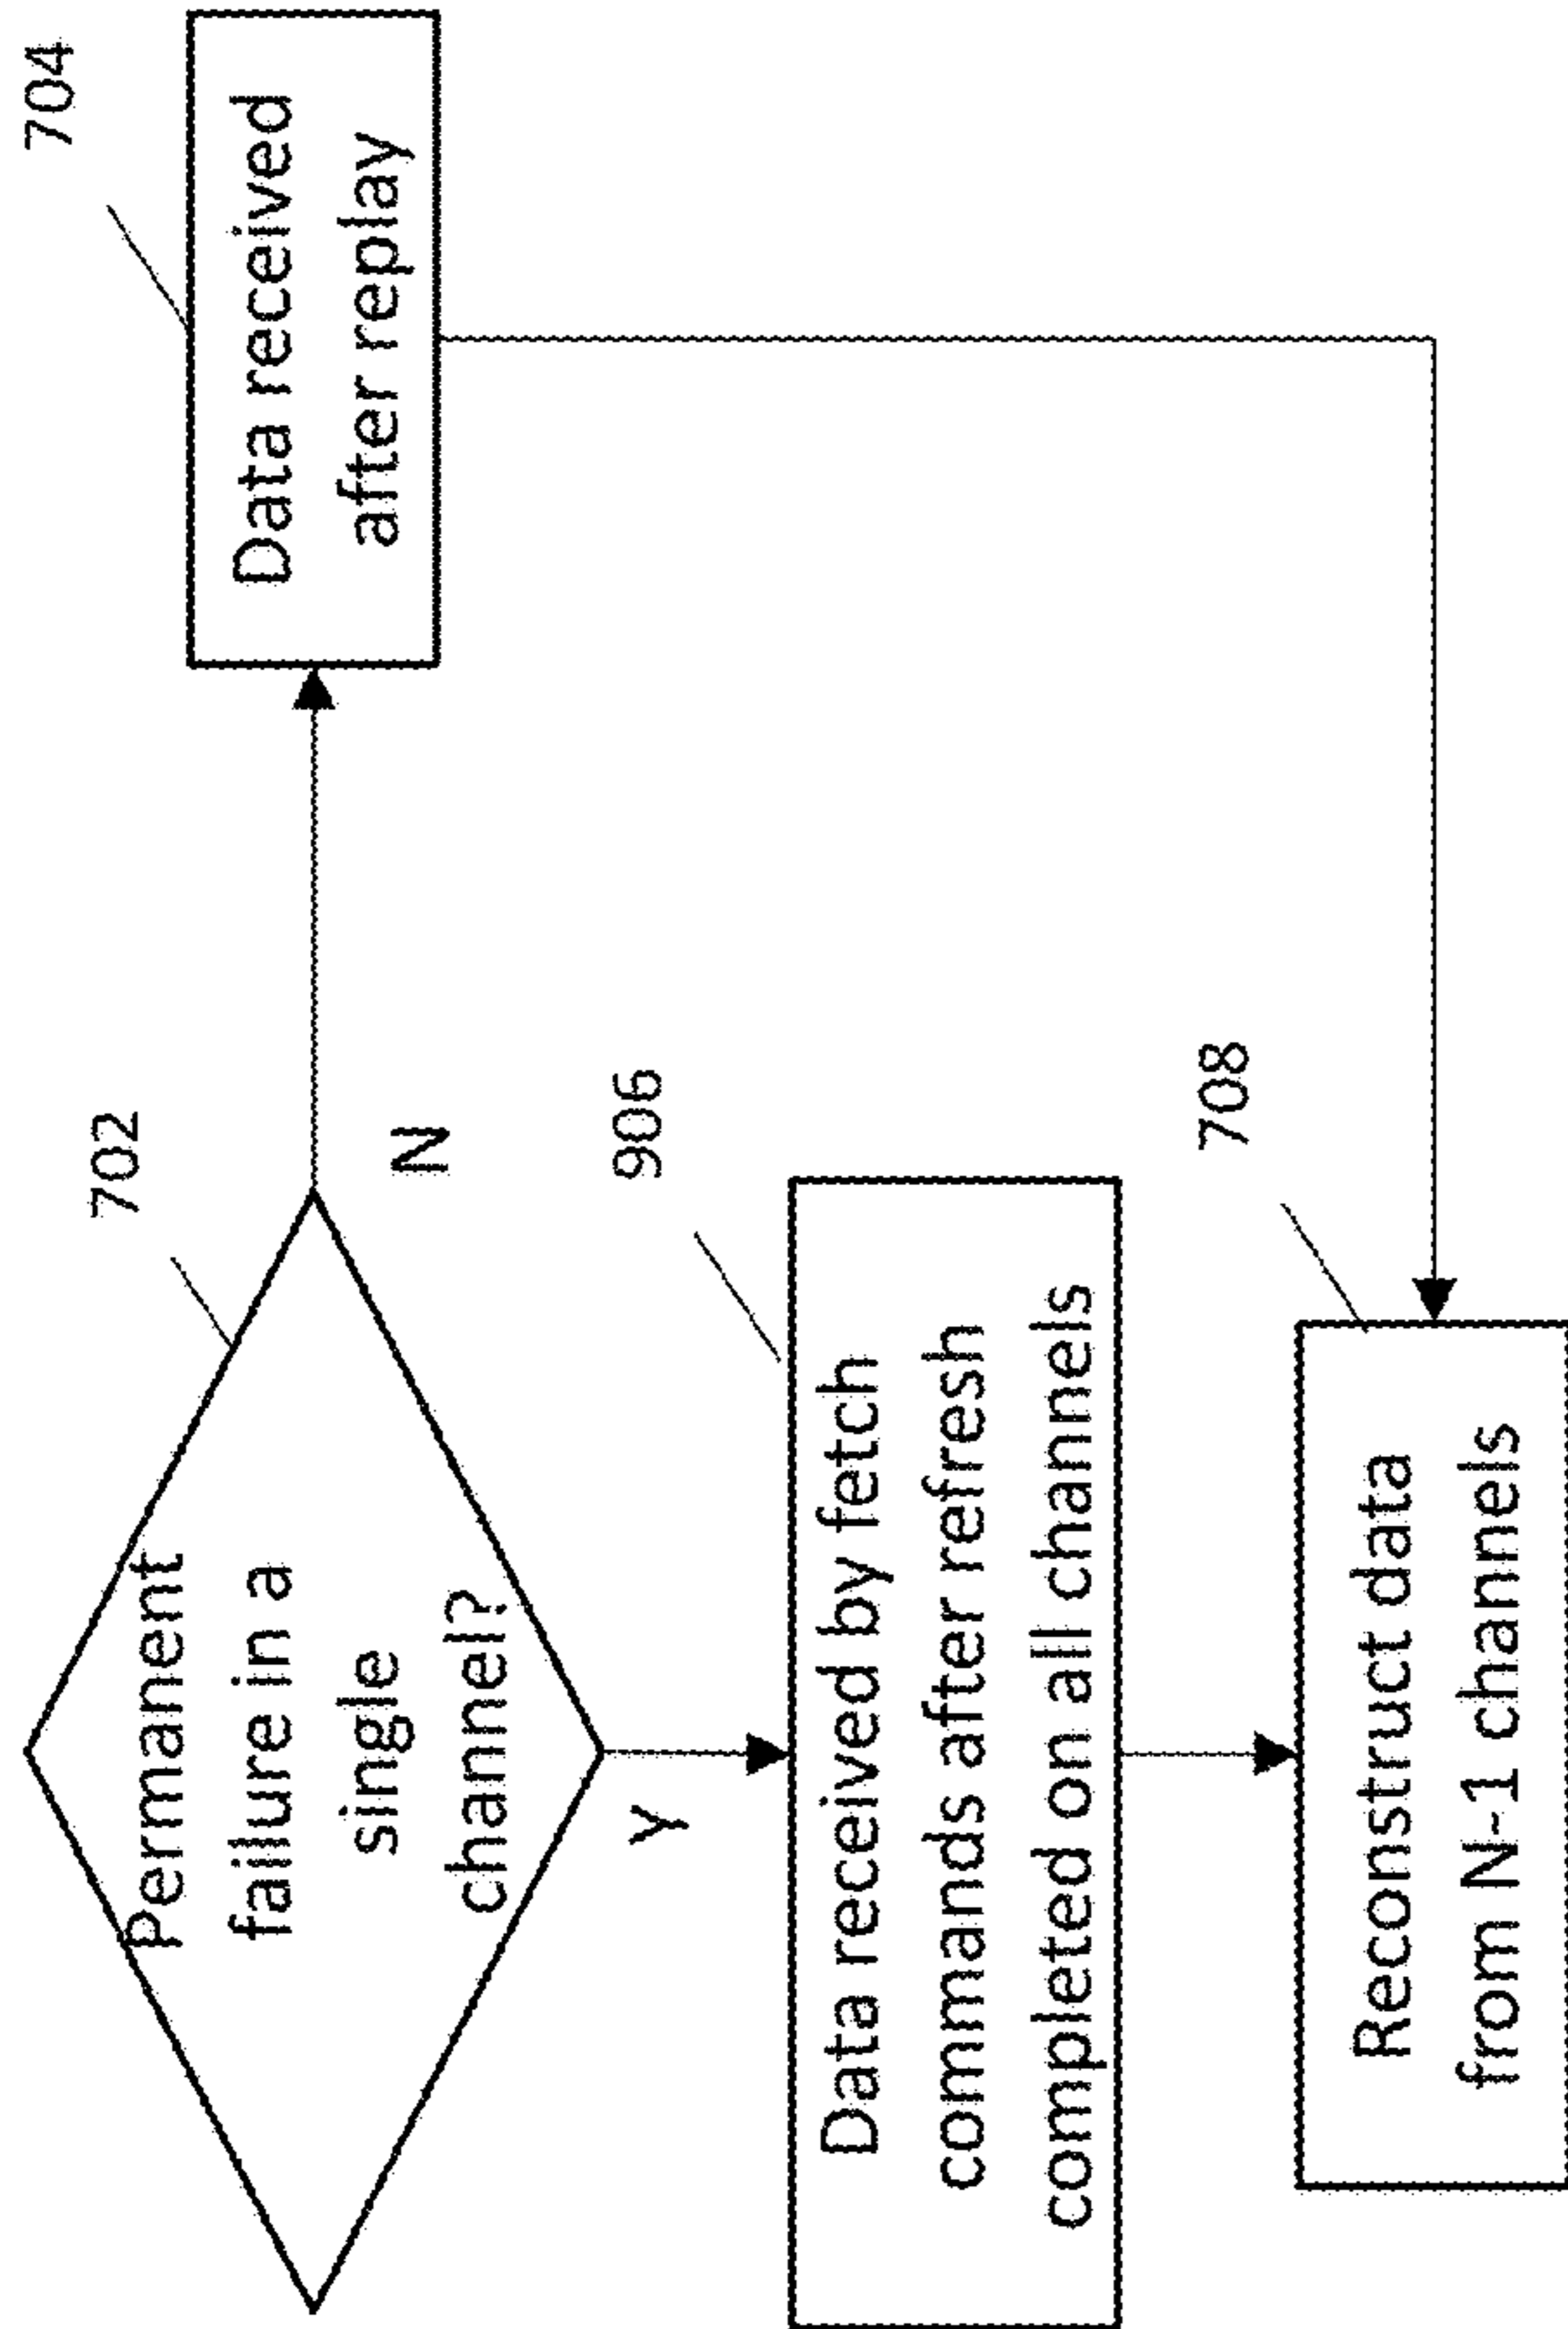 702
Permanent
failure in a
single
channel?
N
704
Data received
after replay
y
906
Data received by fetch
commands after refresh
completed on all channels
708
Reconstruct data
from N-1 channels